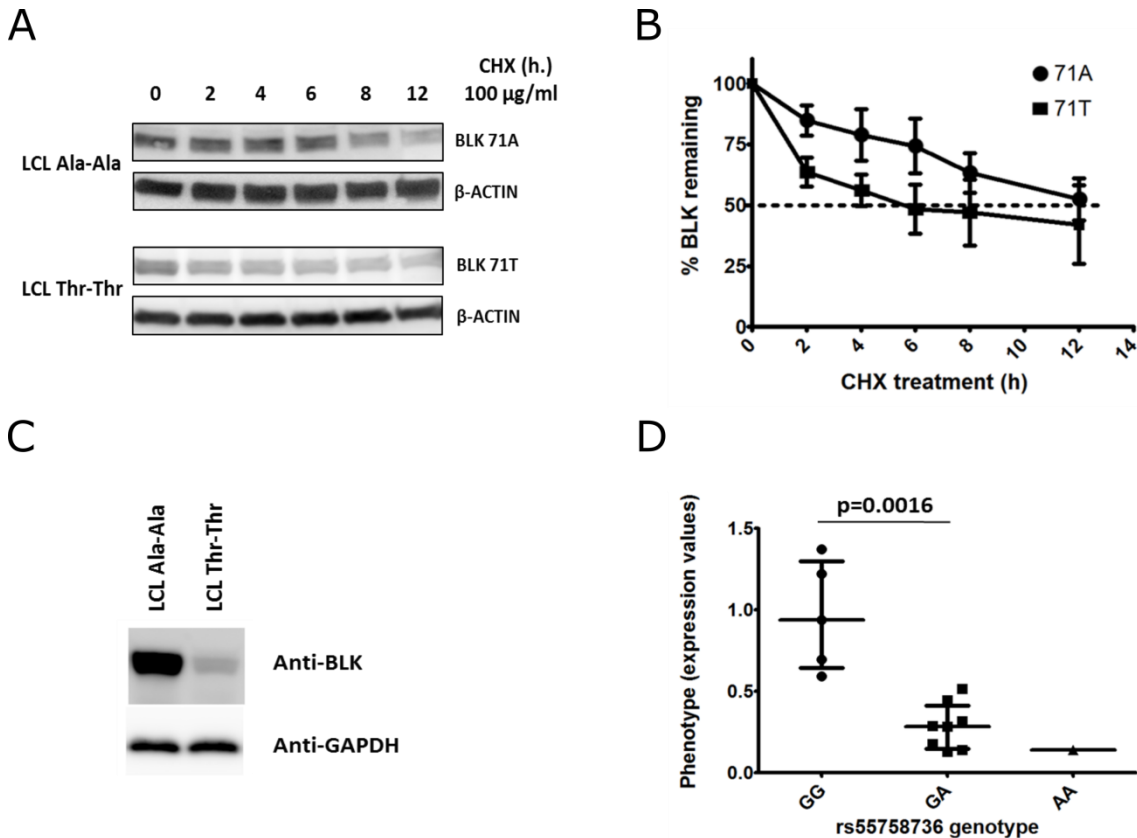 A
CHX (h.)
0 2 4 6 8 12 100 µg/ml
LCL Ala-Ala
BLK 71A
β-ACTIN
LCL Thr-Thr
BLK 71T
β-ACTIN
B
71A
71T
% BLK remaining
100
75
50
25
0
0 2 4 6 8 10 12 14
CHX treatment (h)
C
LCL Ala-Ala
LCL Thr-Thr
Anti-BLK
Anti-GAPDH
D
p=0.0016
Phenotype (expression values)
1.5
1.0
0.5
0.0
GG GA AA
rs55758736 genotype